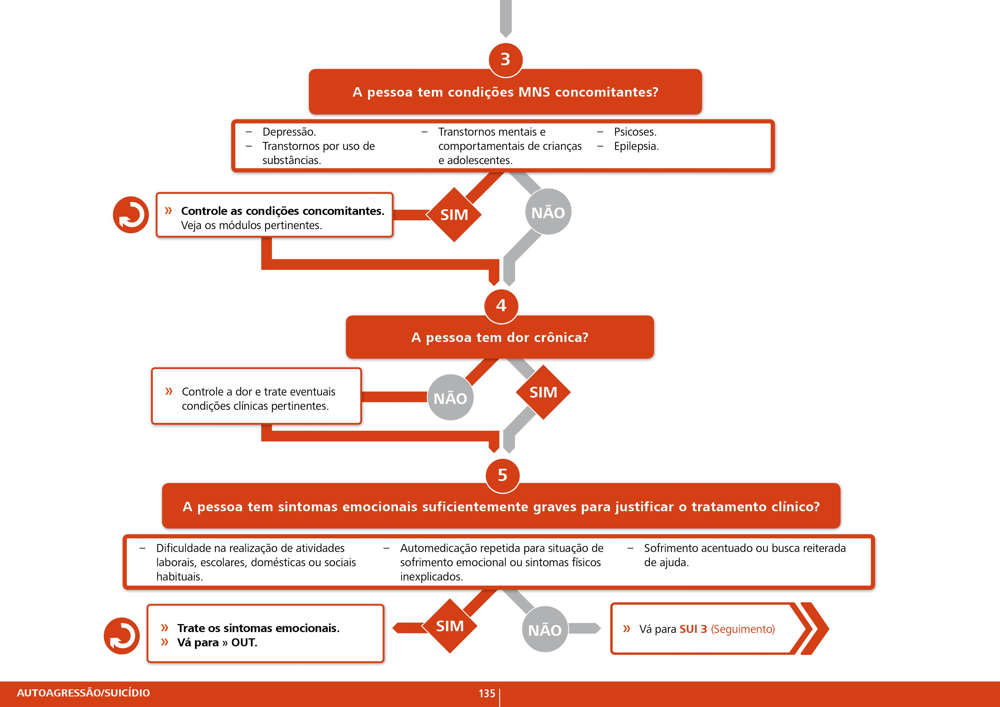 3
A pessoa tem condições MNS concomitantes?
– Depressão.
– Transtornos por uso de
substâncias.
– Transtornos mentais e
comportamentais de crianças
e adolescentes.
– Psicoses.
– Epilepsia.
» Controle as condições concomitantes.
Veja os módulos pertinentes.
SIM
NÃO
4
A pessoa tem dor crônica?
» Controle a dor e trate eventuais
condições clínicas pertinentes.
NÃO
SIM
5
A pessoa tem sintomas emocionais suficientemente graves para justificar o tratamento clínico?
– Dificuldade na realização de atividades
laborais, escolares, domésticas ou sociais
habituais.
– Automedicação repetida para situação de
sofrimento emocional ou sintomas físicos
inexplicados.
– Sofrimento acentuado ou busca reiterada
de ajuda.
» Trate os sintomas emocionais.
» Vá para » OUT.
SIM
NÃO
» Vá para SUI 3 (Seguimento)
AUTOAGRESSÃO/SUICÍDIO
135